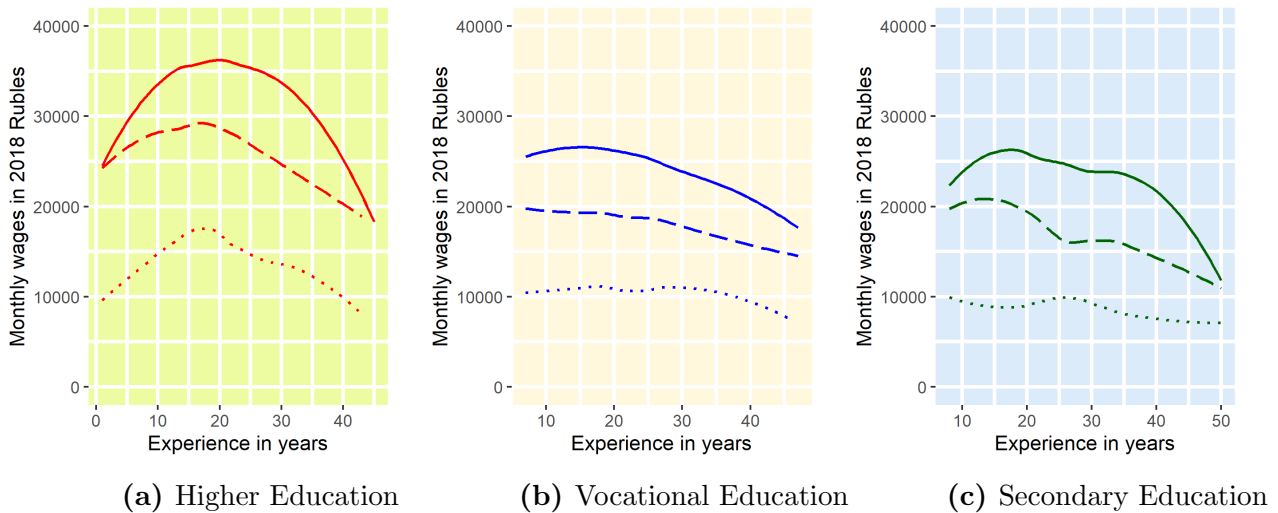 Monthly wages in 2018 Rubles
40000
30000
20000
10000
0
0 10 20 30 40
Experience in years
(a) Higher Education
Monthly wages in 2018 Rubles
40000
30000
20000
10000
0
10 20 30 40
Experience in years
(b) Vocational Education
Monthly wages in 2018 Rubles
40000
30000
20000
10000
0
10 20 30 40 50
Experience in years
(c) Secondary Education